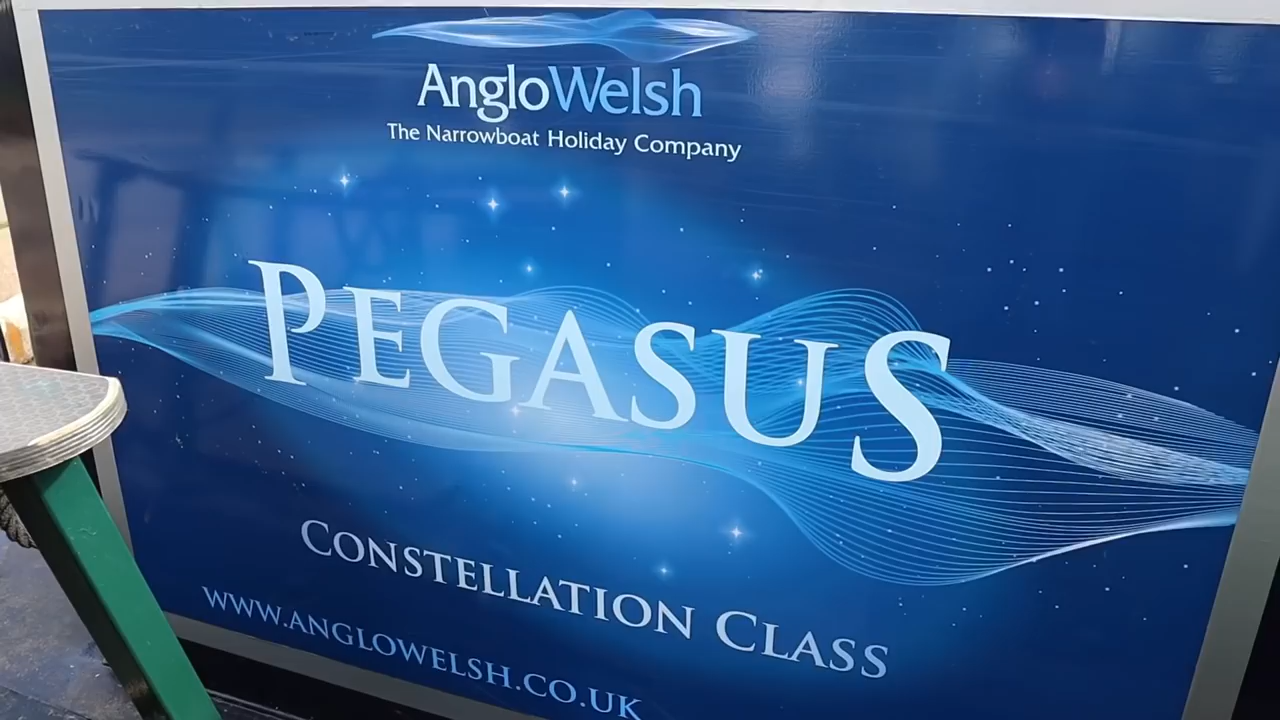 AngloWelsh
The Narrowboat Holiday Company
PEGASUS
CONSTELLATION CLASS
WWW.ANGLOWELSH.CO.UK